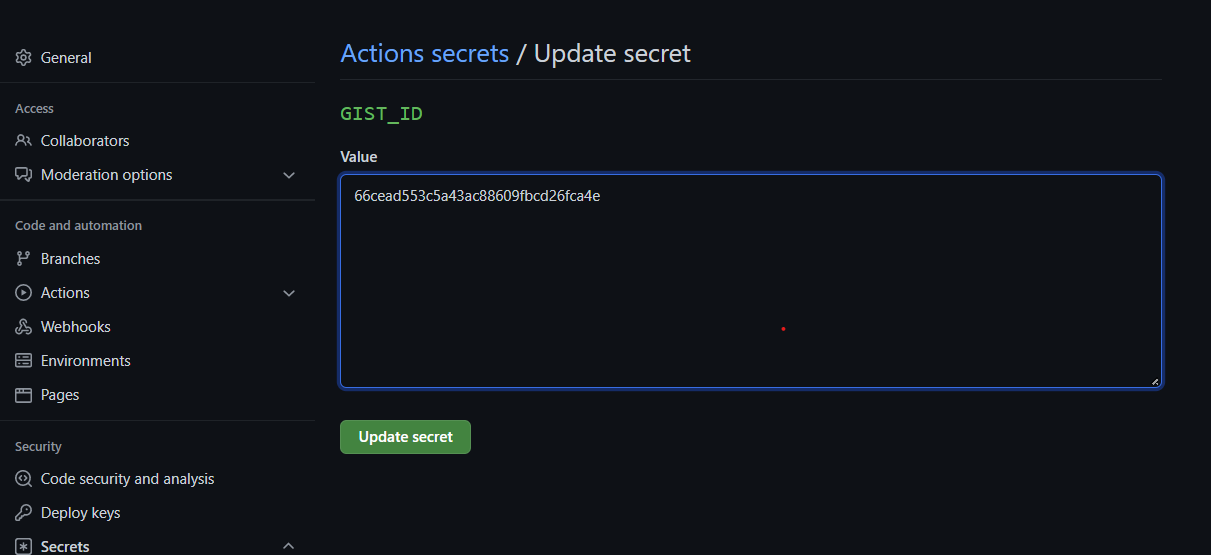 General
Access
Collaborators
Moderation options
Code and automation
Branches
Actions
Webhooks
Environments
Pages
Security
Code security and analysis
Deploy keys
Secrets
Actions secrets / Update secret
GIST_ID
Value
66cead553c5a43ac88609fbcd26fca4e
Update secret